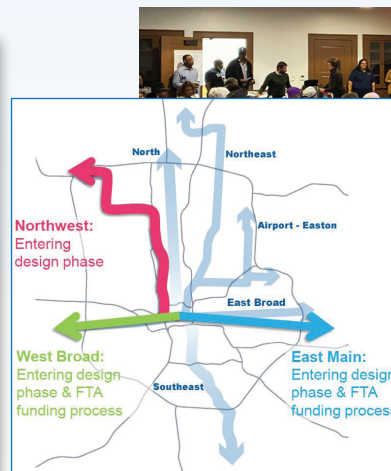 North
Northeast
Northwest:
Entering
design phase
Airport - Easton
East Broad
West Broad:
Entering design
phase & FTA
funding process
East Main:
Entering design
phase & FTA
funding process
Southeast